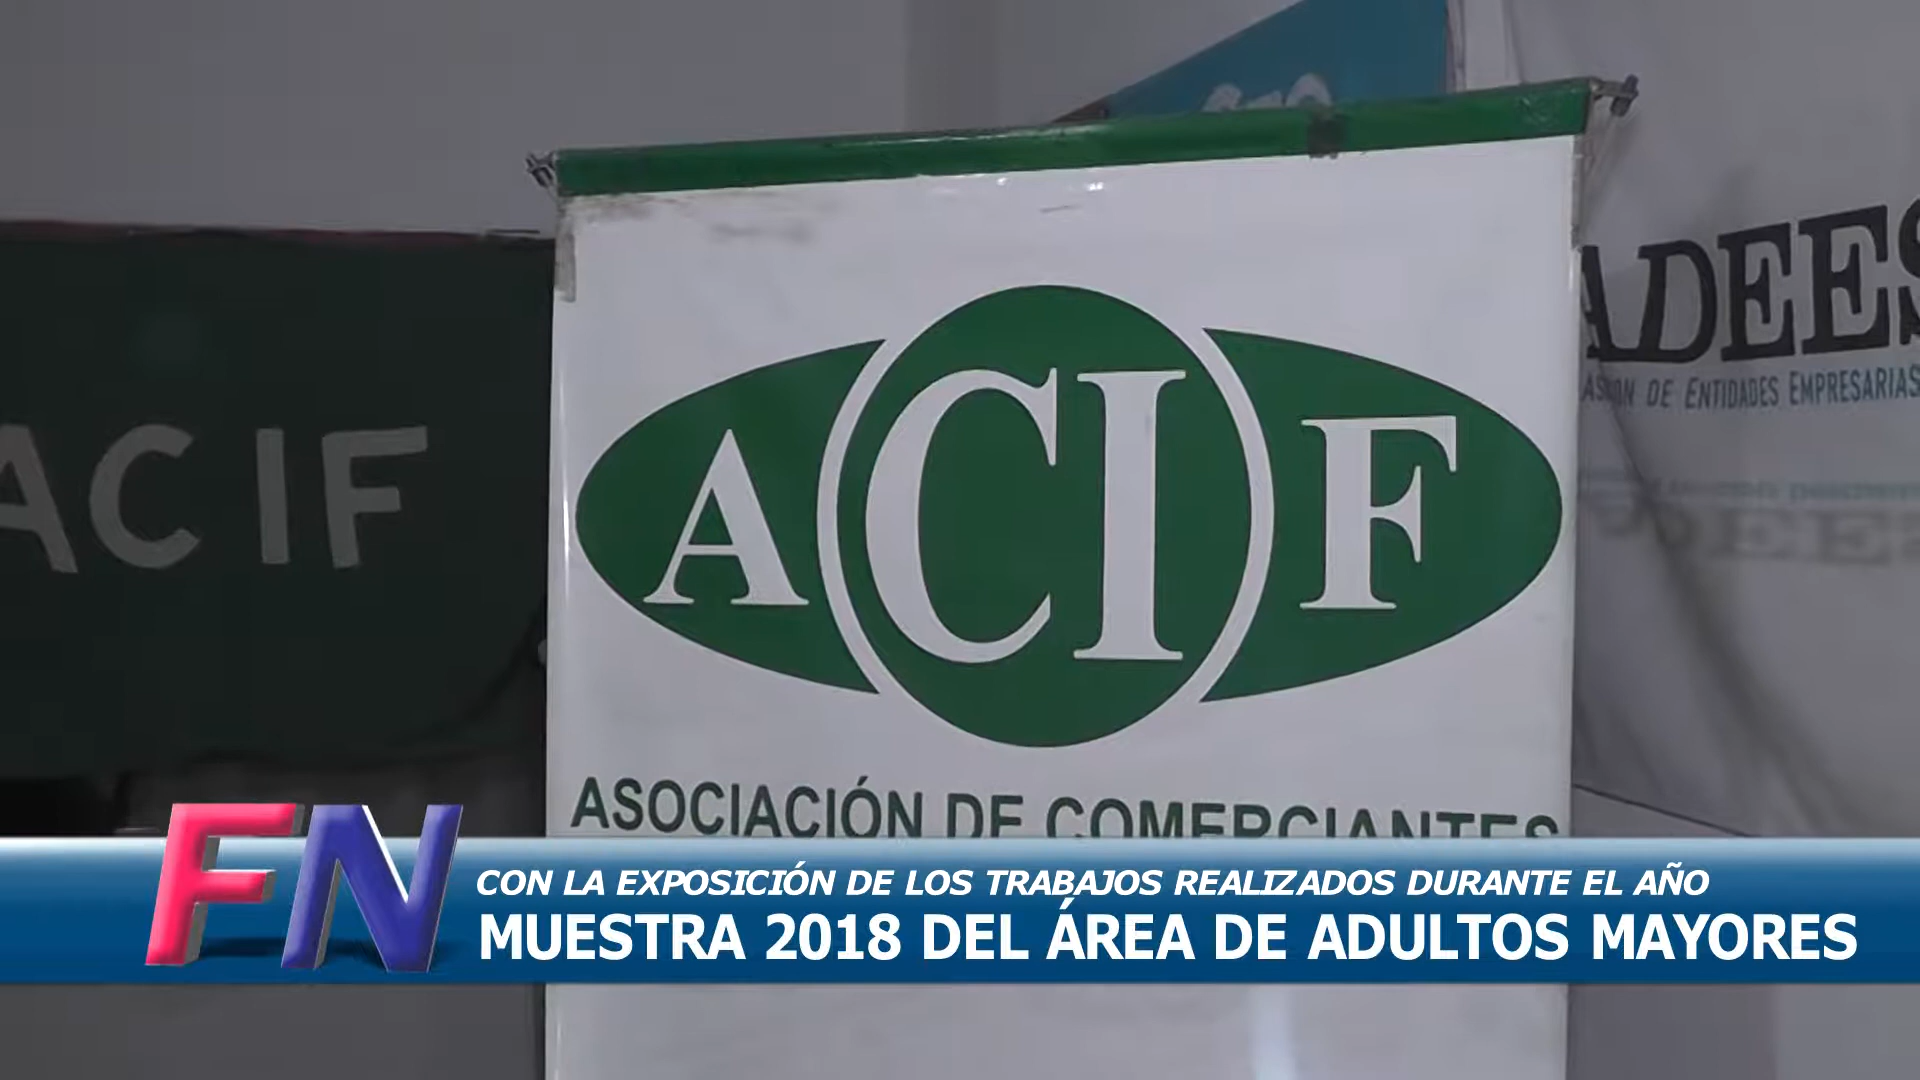 ACIF
ACIF
ASOCIACIÓN DE COMERCIANTES
ADEES
DE ENTIDADES EMPRESARIAS
FN
CON LA EXPOSICIÓN DE LOS TRABAJOS REALIZADOS DURANTE EL AÑO
MUESTRA 2018 DEL ÁREA DE ADULTOS MAYORES